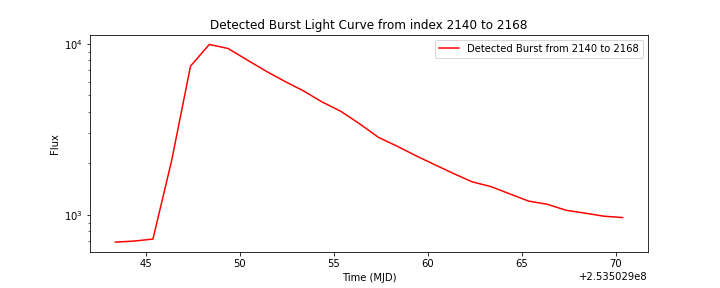 Detected Burst Light Curve from index 2140 to 2168
Detected Burst from 2140 to 2168
Flux
10⁴
10³
45 50 55 60 65 70
Time (MJD)
+2.535029e8